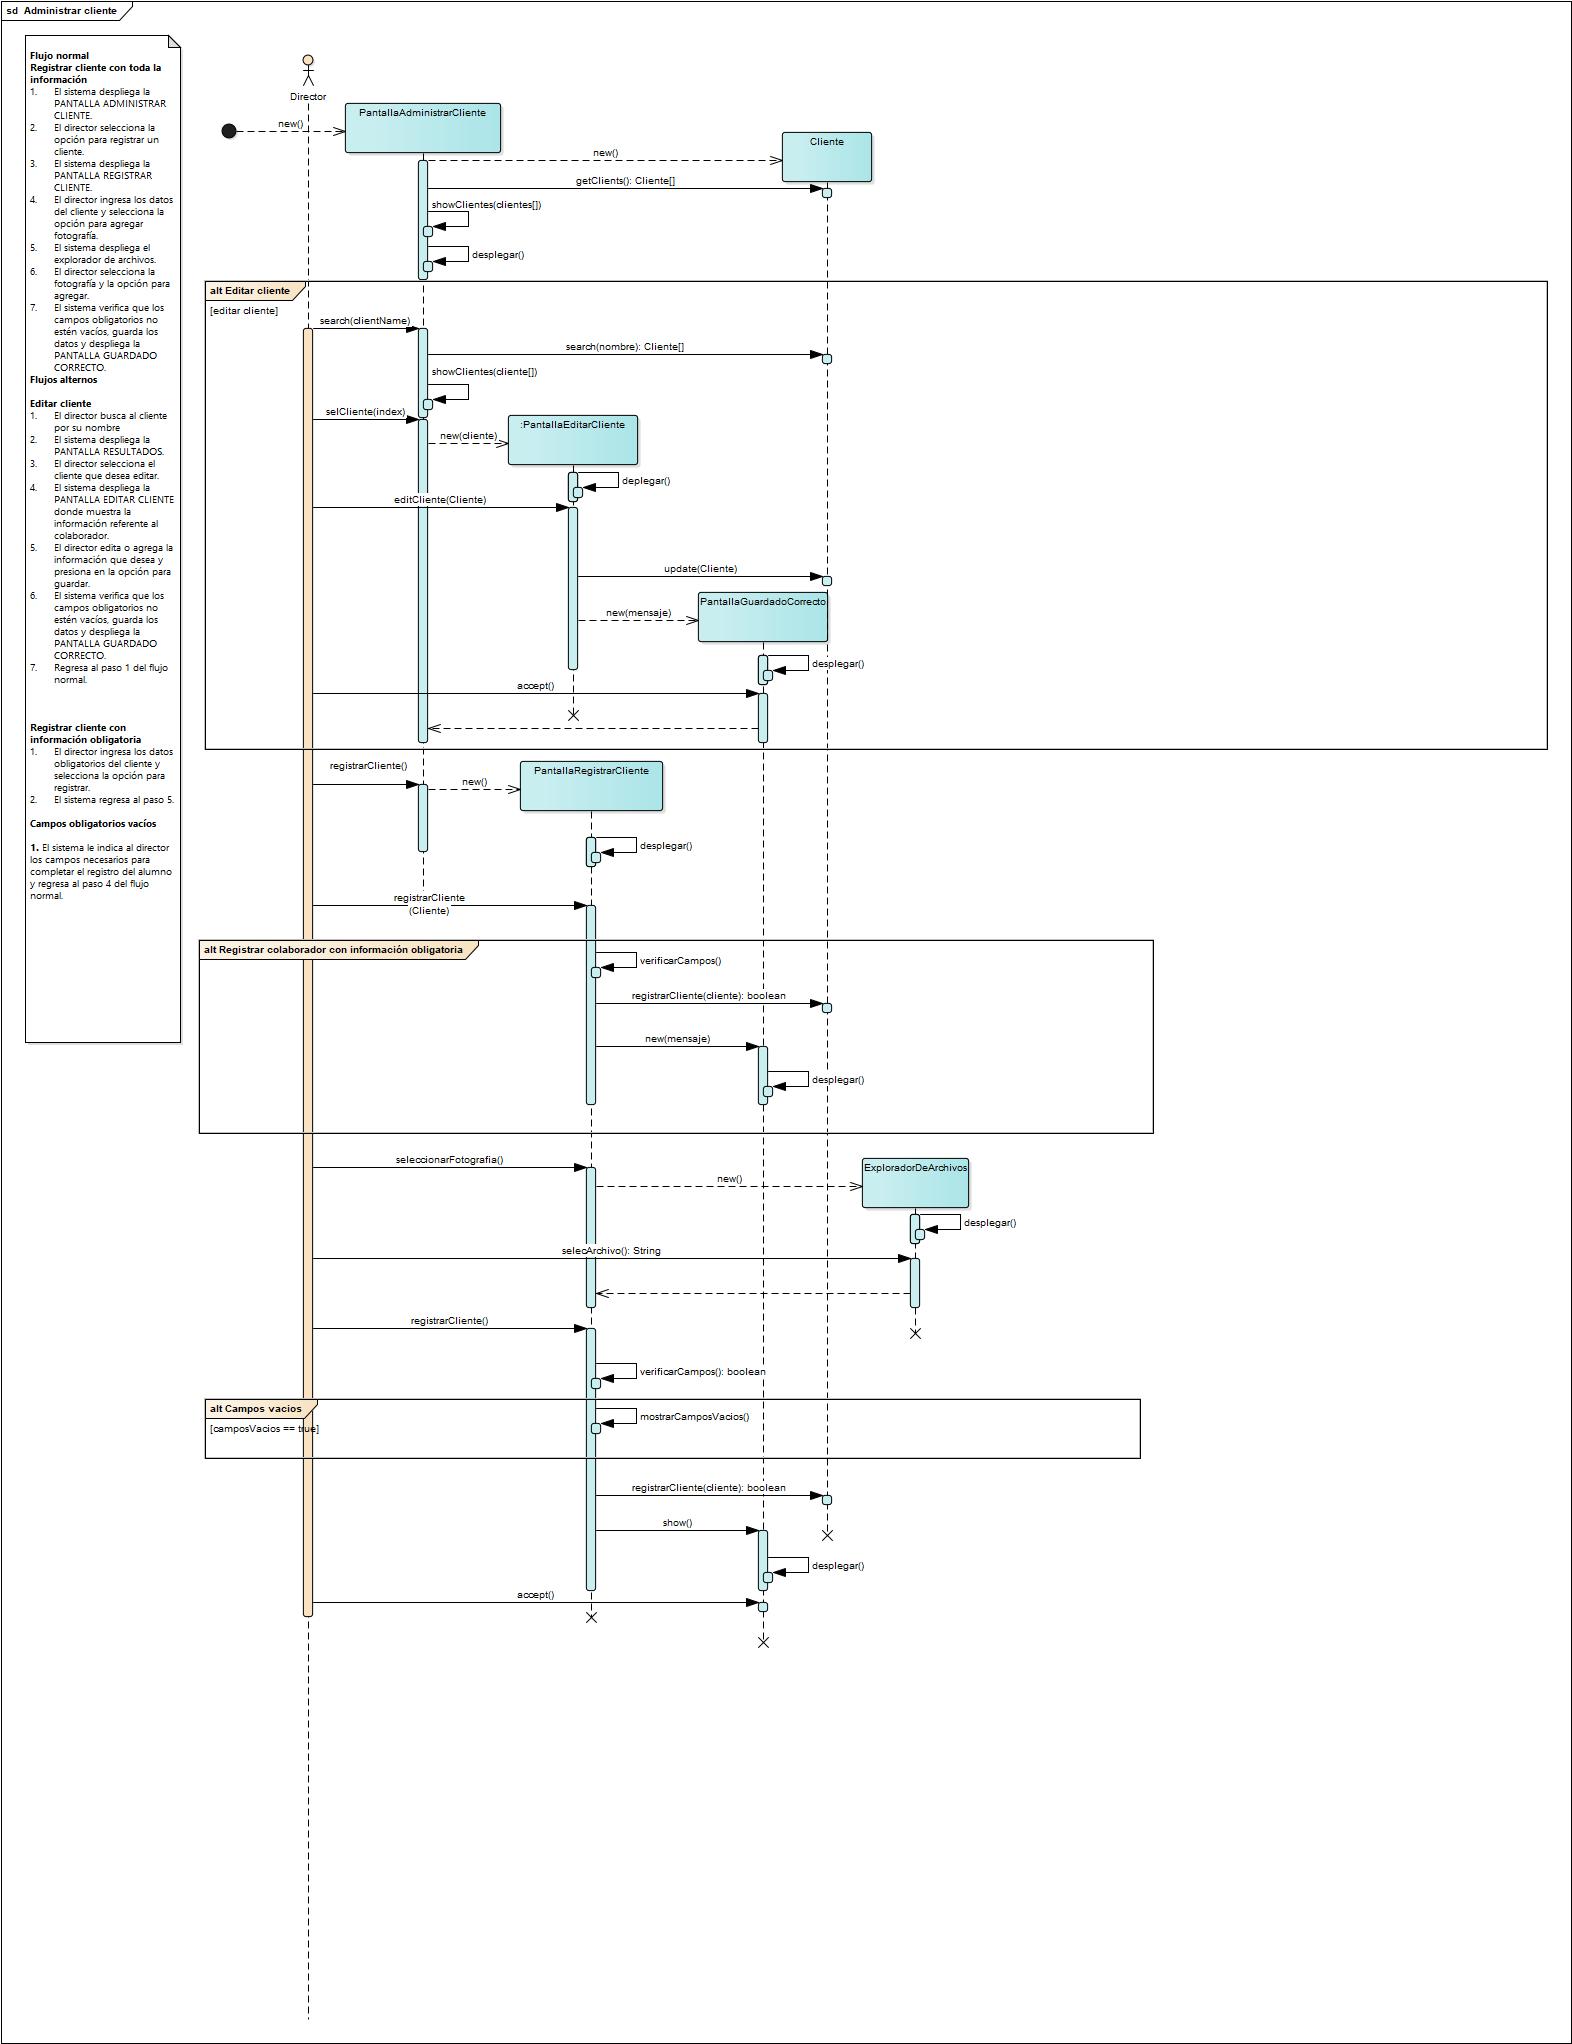 sd Administrar cliente
Flujo normal
Registrar cliente con toda la
información
1. El sistema despliega la
PANTALLA ADMINISTRAR
CLIENTE.
2. El director selecciona la
opción para registrar un
cliente.
3. El sistema despliega la
PANTALLA REGISTRAR
CLIENTE.
4. El director ingresa los datos
del cliente y selecciona la
opción para agregar
fotografía.
5. El sistema despliega el
explorador de archivos.
6. El director selecciona la
fotografía y la opción para
agregar.
7. El sistema verifica que los
campos obligatorios no
estén vacíos, guarda los
datos y despliega la
PANTALLA GUARDADO
CORRECTO.
Flujos alternos
Editar cliente
1. El director busca al cliente
por su nombre
2. El sistema despliega la
PANTALLA RESULTADOS.
3. El director selecciona el
cliente que desea editar.
4. El sistema despliega la
PANTALLA EDITAR CLIENTE
donde muestra la
información referente al
colaborador.
5. El director edita o agrega la
información que desea y
presiona en la opción para
guardar.
6. El sistema verifica que los
campos obligatorios no
estén vacíos, guarda los
datos y despliega la
PANTALLA GUARDADO
CORRECTO.
7. Regresa al paso 1 del flujo
normal.
Registrar cliente con
información obligatoria
1. El director ingresa los datos
obligatorios del cliente y
selecciona la opción para
registrar.
2. El sistema regresa al paso 5.
Campos obligatorios vacíos
1. El sistema le indica al director
los campos necesarios para
completar el registro del alumno
y regresa al paso 4 del flujo
normal.
Director
PantallaAdministrarCliente
new()
Cliente
new()
getClients(): Cliente[]
showClientes(clientes[])
desplegar()
alt Editar cliente
[editar cliente]
search(clientName)
search(nombre): Cliente[]
showClientes(cliente[])
selCliente(index)
:PantallaEditarCliente
new(cliente)
deplegar()
editCliente(Cliente)
update(Cliente)
PantallaGuardadoCorrecto
new(mensaje)
desplegar()
accept()
registrarCliente()
PantallaRegistrarCliente
new()
desplegar()
registrarCliente
(Cliente)
alt Registrar colaborador con información obligatoria
verificarCampos()
registrarCliente(cliente): boolean
new(mensaje)
desplegar()
seleccionarFotografia()
ExploradorDeArchivos
new()
desplegar()
selecArchivo(): String
registrarCliente()
verificarCampos(): boolean
alt Campos vacios
mostrarCamposVacios()
[camposVacios == true]
registrarCliente(cliente): boolean
show()
desplegar()
accept()